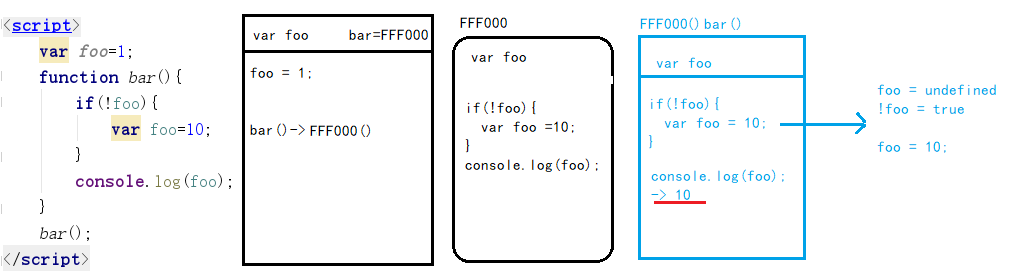 <script>
var foo=1;
function bar(){
if(!foo){
var foo=10;
}
console.log(foo);
}
bar();
</script>
var foo bar=FFF000
foo = 1;
bar()->FFF000()
FFF000
var foo
if(!foo){
var foo =10;
}
console.log(foo);
FFF000()bar()
var foo
if(!foo){
var foo = 10;
}
console.log(foo);
-> 10
foo = undefined
!foo = true
foo = 10;